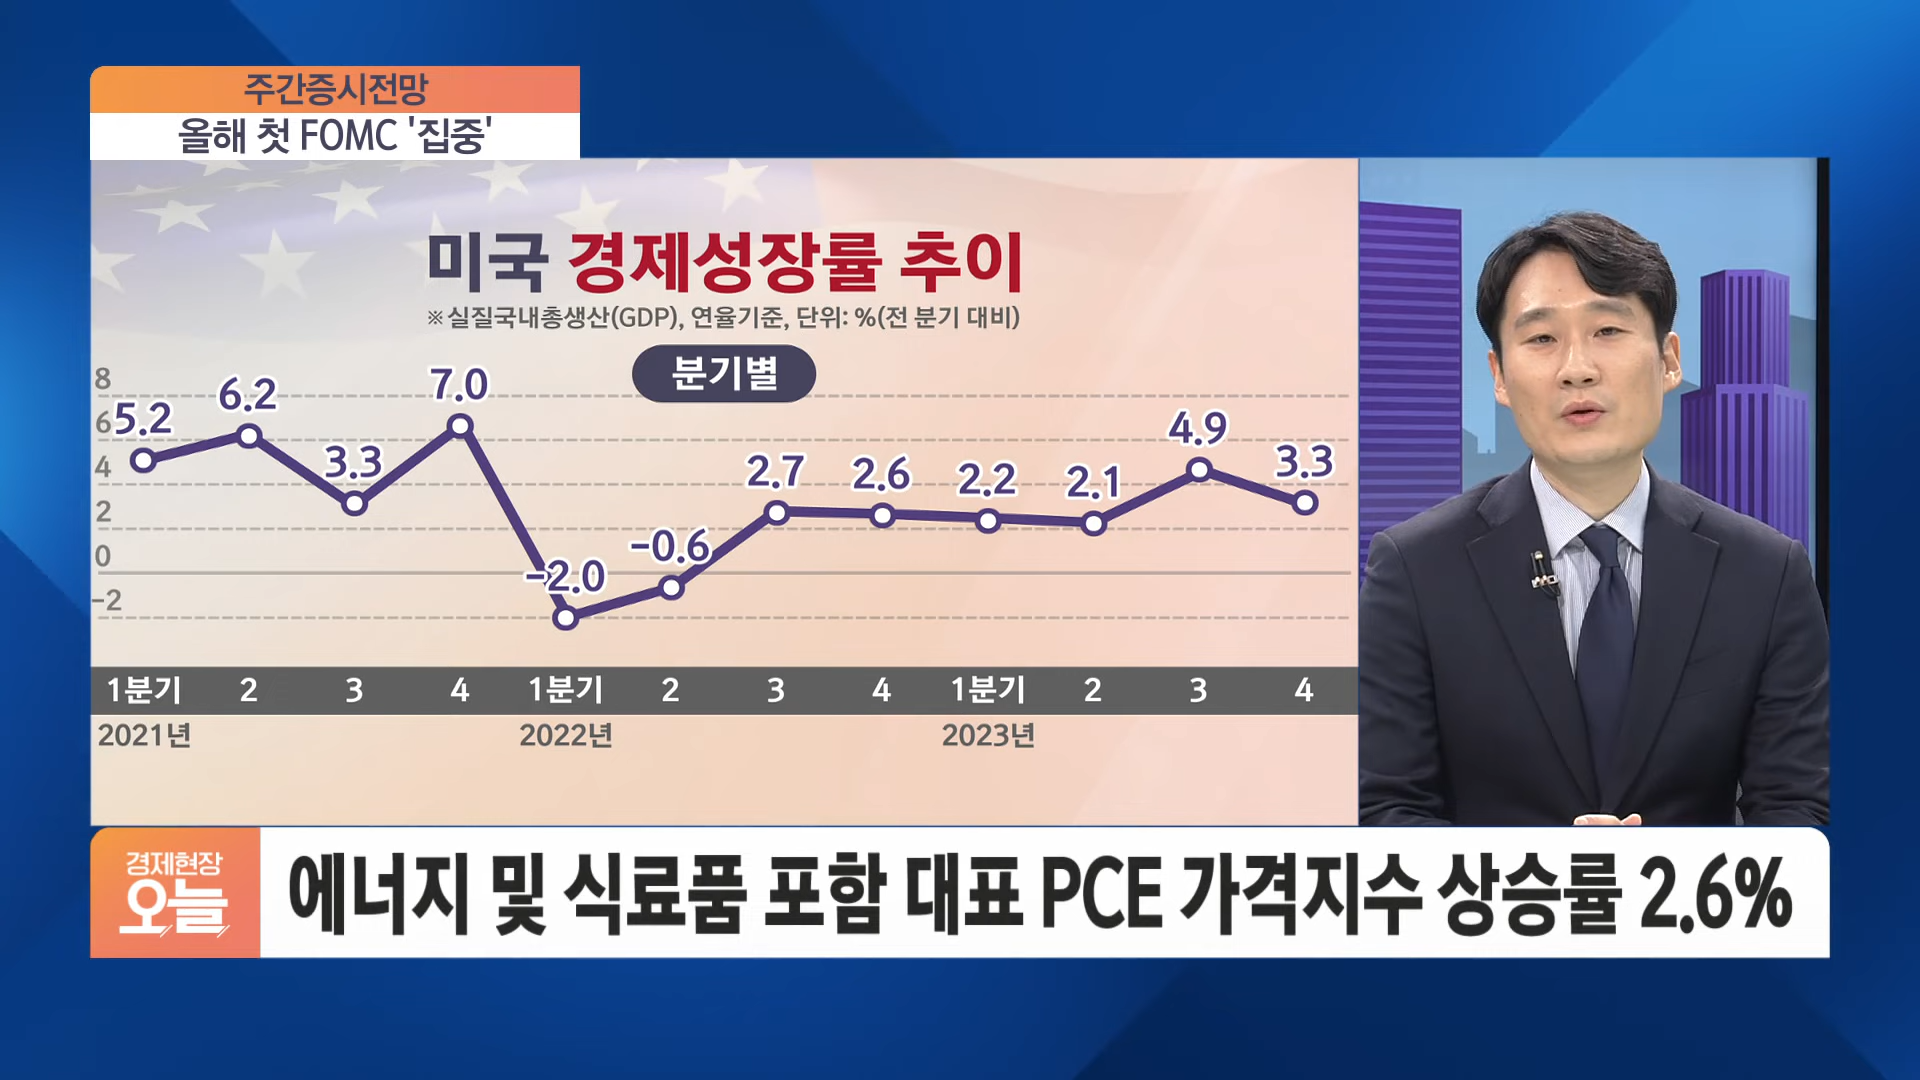 주간증시전망
올해 첫 FOMC '집중'
미국 경제성장률 추이
※실질국내총생산(GDP), 연율기준, 단위: %(전 분기 대비)
분기별
8
6
4
2
0
-2
5.2
6.2
3.3
7.0
-2.0
-0.6
2.7
2.6
2.2
2.1
4.9
3.3
1분기 2 3 4 1분기 2 3 4 1분기 2 3 4
2021년 2022년 2023년
경제현장
오늘
에너지 및 식료품 포함 대표 PCE 가격지수 상승률 2.6%